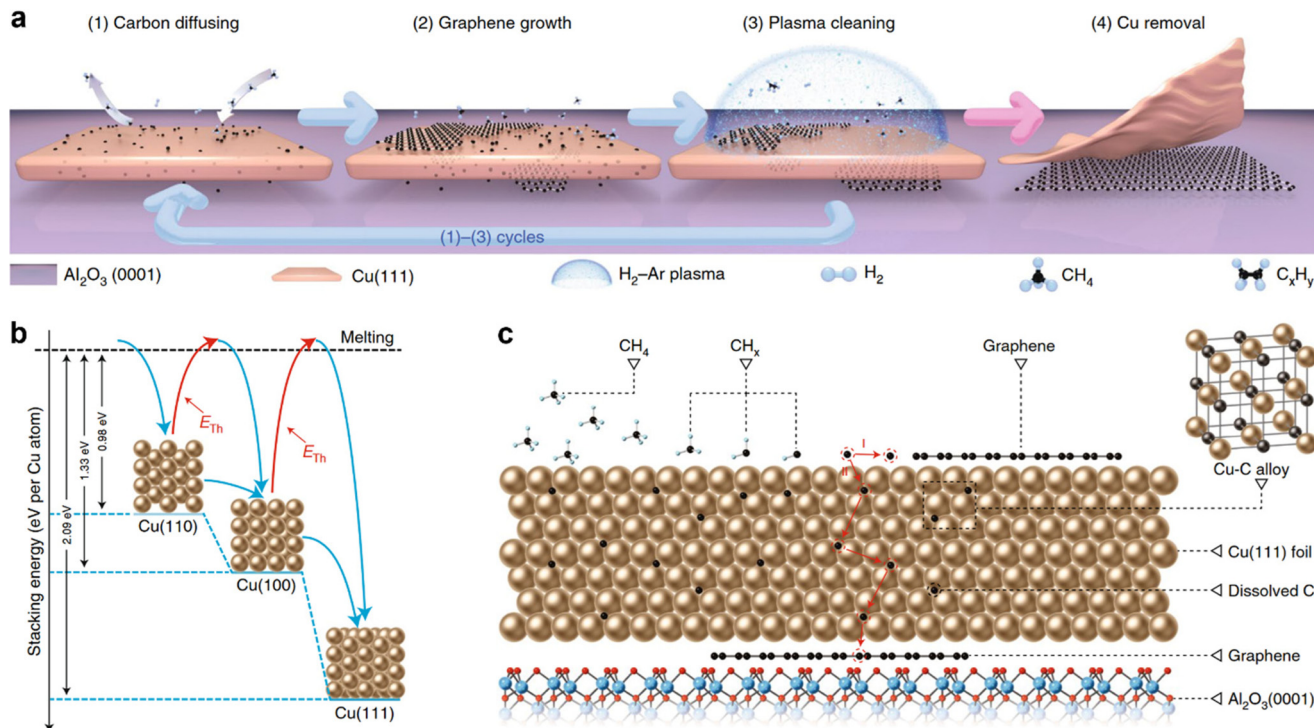 a
(1) Carbon diffusing
(2) Graphene growth
(3) Plasma cleaning
(4) Cu removal
(1)–(3) cycles
Al2O3 (0001)
Cu(111)
H2–Ar plasma
H2
CH4
CxHy
b
Stacking energy (eV per Cu atom)
Melting
2.09 eV
1.33 eV
0.98 eV
ETh
ETh
Cu(110)
Cu(100)
Cu(111)
c
CH4
CHx
Graphene
I
II
Cu-C alloy
Cu(111) foil
Dissolved C
Graphene
Al2O3(0001)